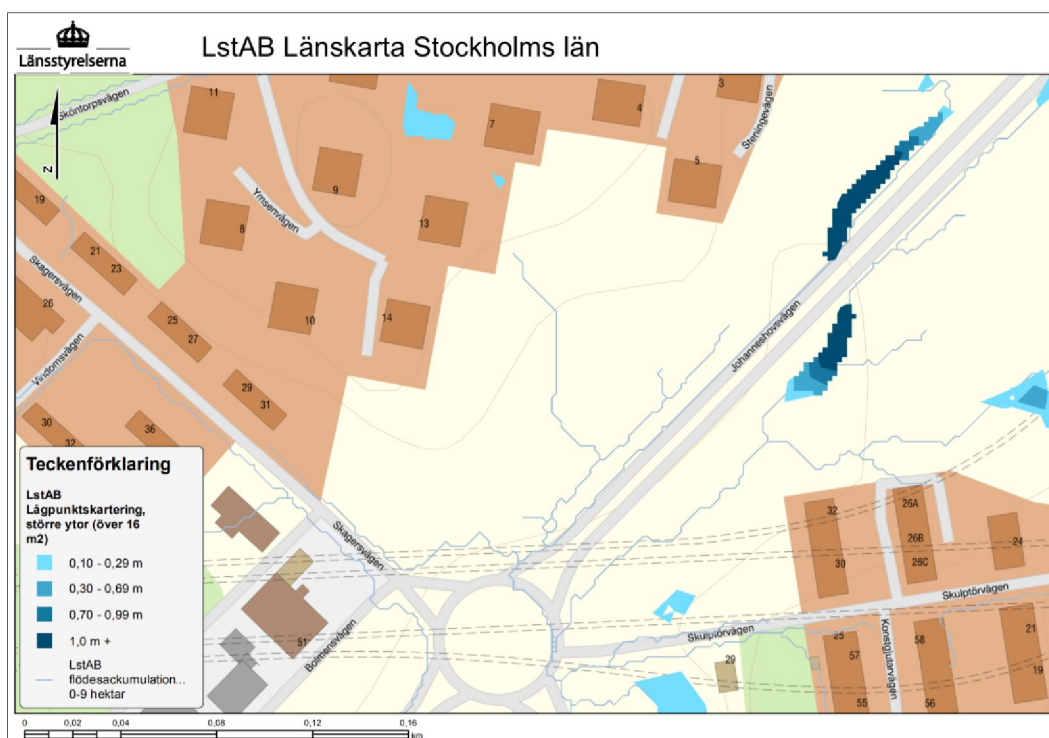 Länsstyrelserna
LstAB Länskarta Stockholms län
Sköntorpsvägen
11
7
4
3
Steningevägen
N
9
5
19
Ymsenvägen
13
8
21
23
Skagersvägen
26
10
14
25
27
Johanneshovsvägen
Vindomsvägen
29
31
30
32
36
Teckenförklaring
LstAB
Lågpunktskartering,
större ytor (över 16
m2)
0,10 - 0,29 m
0,30 - 0,69 m
0,70 - 0,99 m
1,0 m +
LstAB
flödesackumulation...
0-9 hektar
Skagersvägen
32
26A
26B
24
30
26C
Skulptörvägen
Skulptörvägen
51
Bolmensvägen
29
25
57
55
Konstgjutarvägen
58
56
21
19
0
0,02
0,04
0,08
0,12
0,16
km